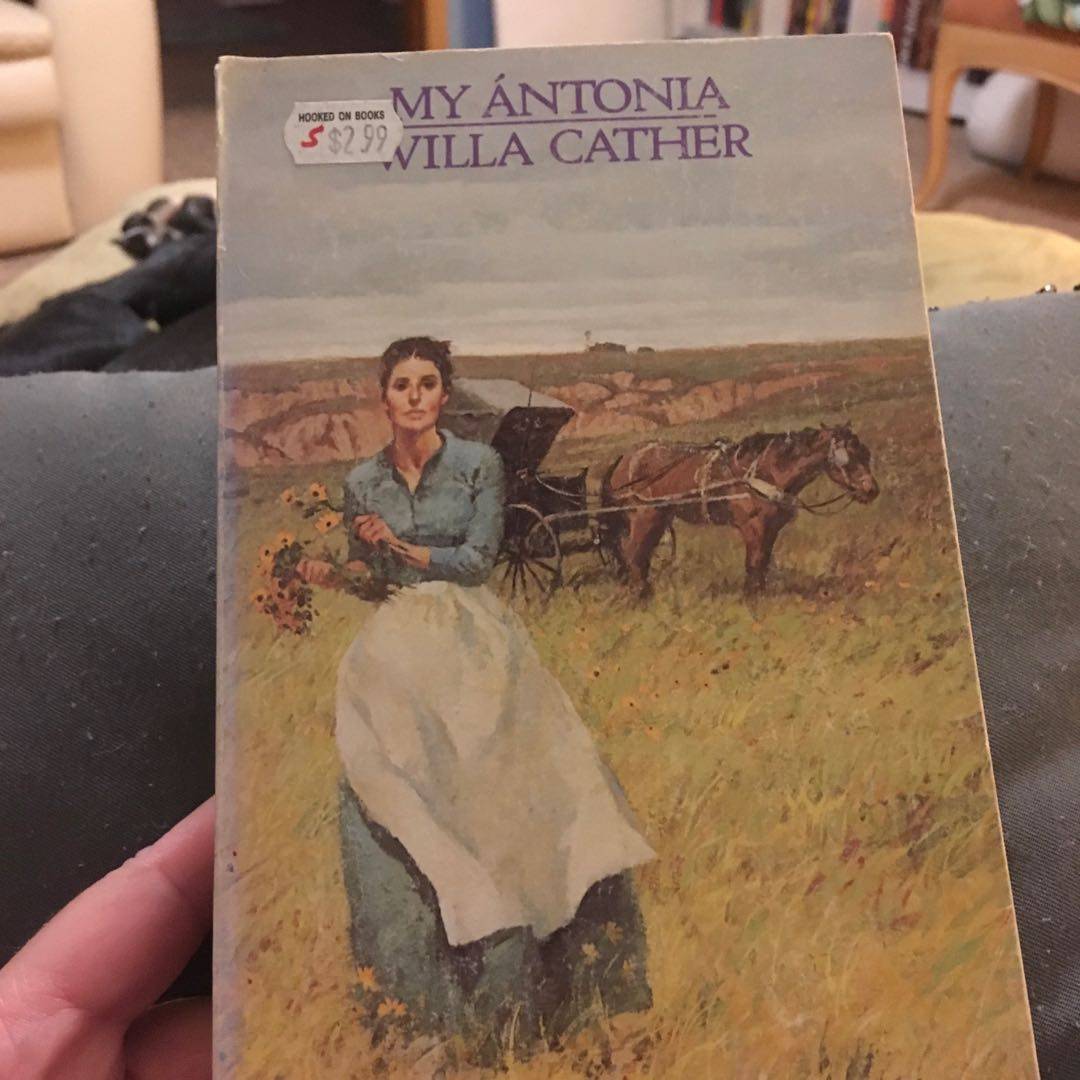 MY ÁNTONIA
WILLA CATHER
HOOKED ON BOOKS
S $2.99